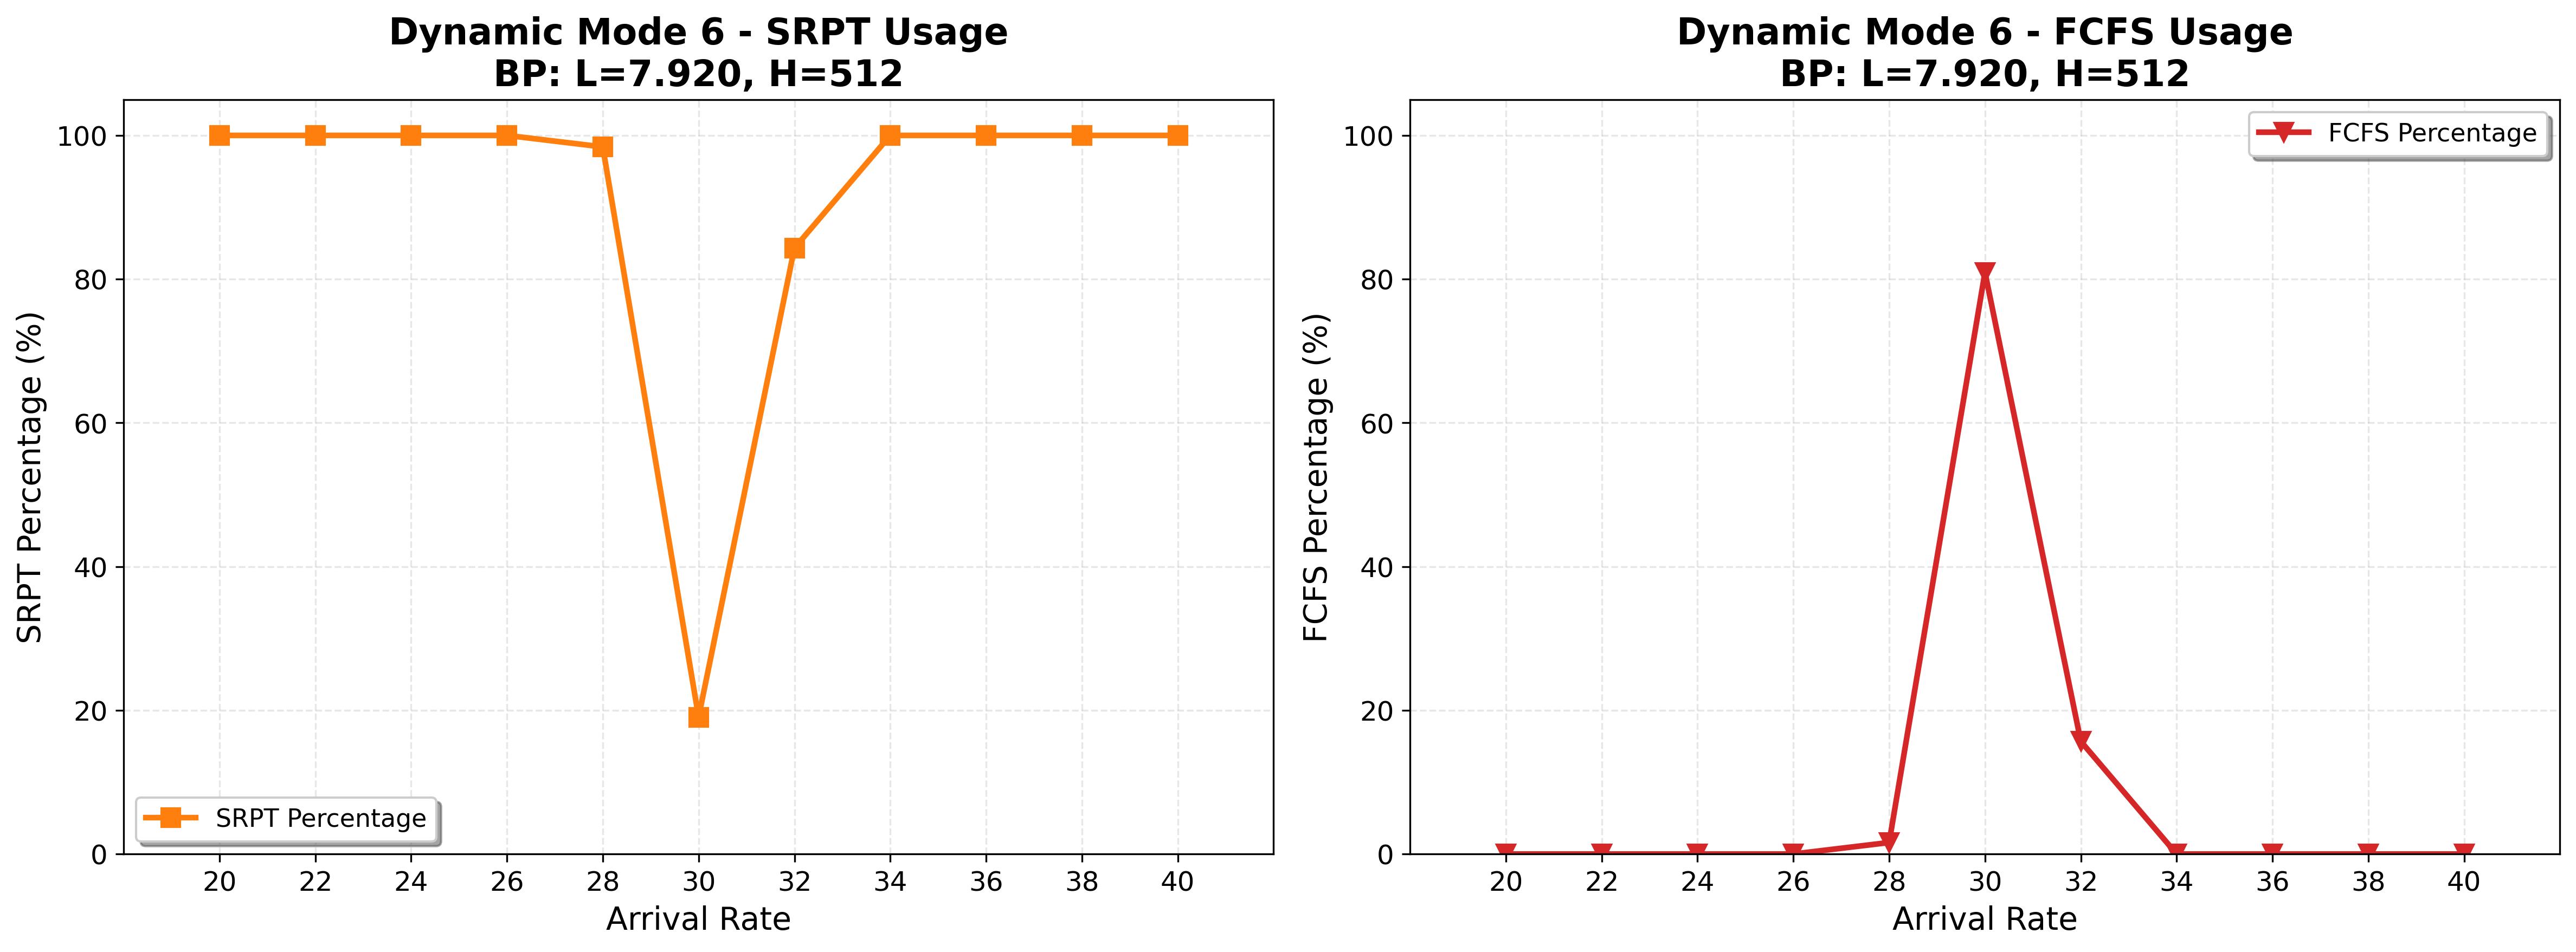 Dynamic Mode 6 - SRPT Usage
BP: L=7.920, H=512
SRPT Percentage (%)
100
80
60
40
20
0
SRPT Percentage
20 22 24 26 28 30 32 34 36 38 40
Arrival Rate
Dynamic Mode 6 - FCFS Usage
BP: L=7.920, H=512
FCFS Percentage (%)
100
80
60
40
20
0
FCFS Percentage
20 22 24 26 28 30 32 34 36 38 40
Arrival Rate